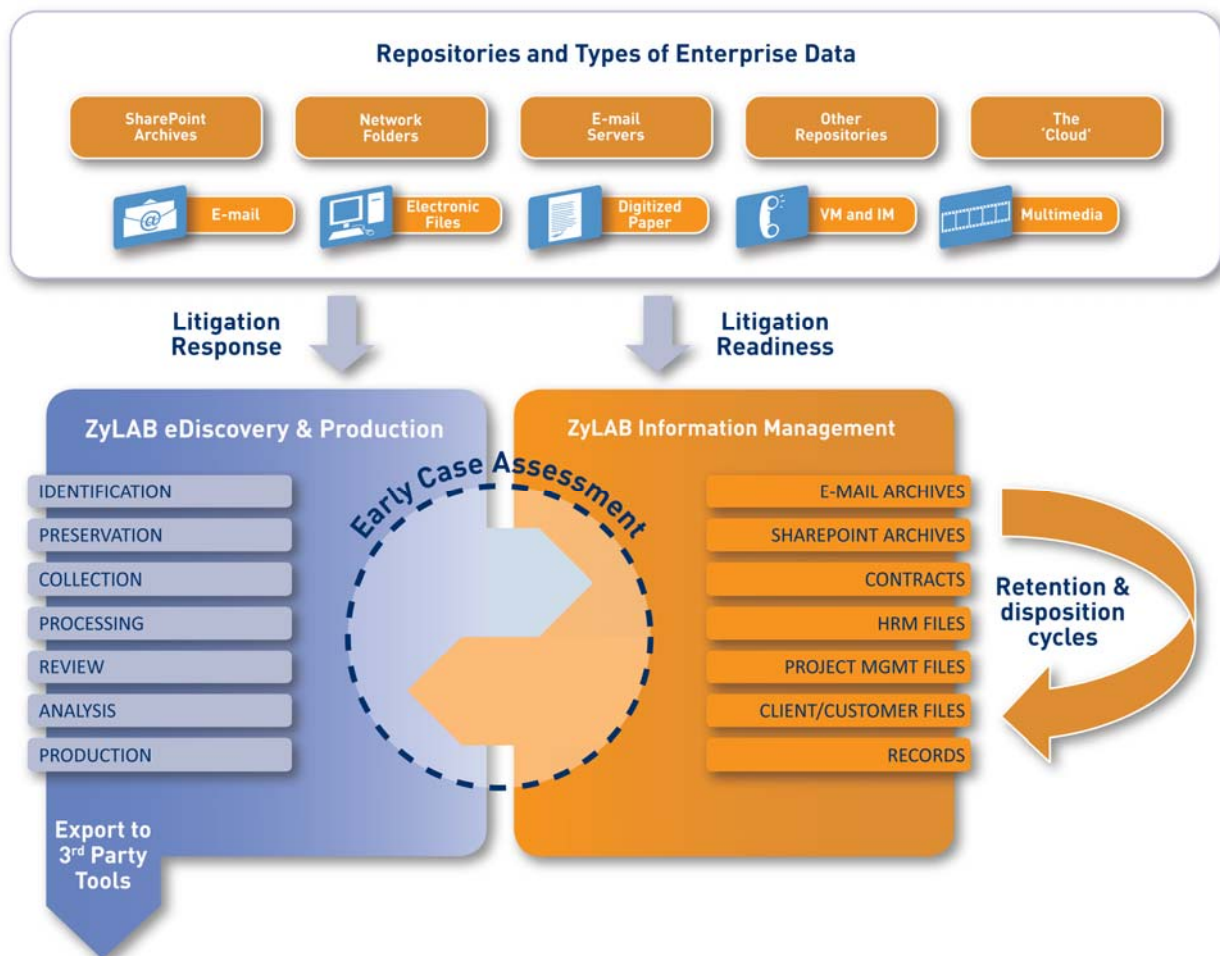 Repositories and Types of Enterprise Data
SharePoint
Archives
Network
Folders
E-mail
Servers
Other
Repositories
The
'Cloud'
@
E-mail
Electronic
Files
Digitized
Paper
VM and IM
Multimedia
Litigation
Response
Litigation
Readiness
ZyLAB eDiscovery & Production
IDENTIFICATION
PRESERVATION
COLLECTION
PROCESSING
REVIEW
ANALYSIS
PRODUCTION
Export to
3rd Party
Tools
Early Case Assessment
ZyLAB Information Management
E-MAIL ARCHIVES
SHAREPOINT ARCHIVES
CONTRACTS
HRM FILES
PROJECT MGMT FILES
CLIENT/CUSTOMER FILES
RECORDS
Retention &
disposition
cycles